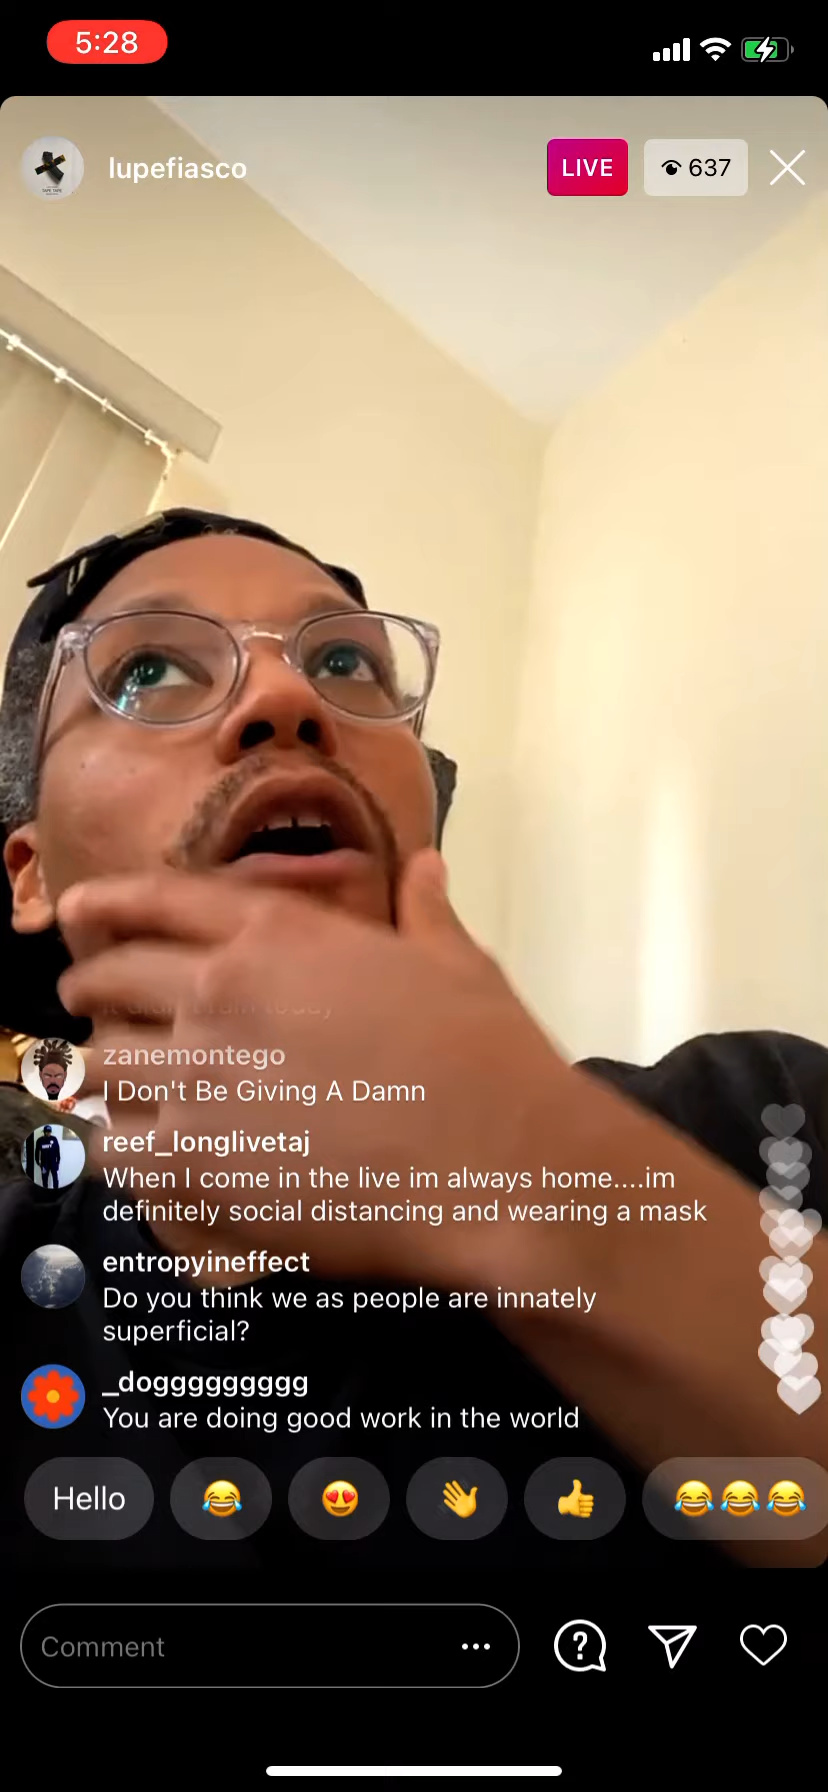 5:28
lupefiasco
LIVE
637
zanemontego
I Don't Be Giving A Damn
reef_longlivetaj
When I come in the live im always home....im
definitely social distancing and wearing a mask
entropyineffect
Do you think we as people are innately
superficial?
_doggggggggg
You are doing good work in the world
Hello
😂
😍
👋
👍
😂😂😂
Comment